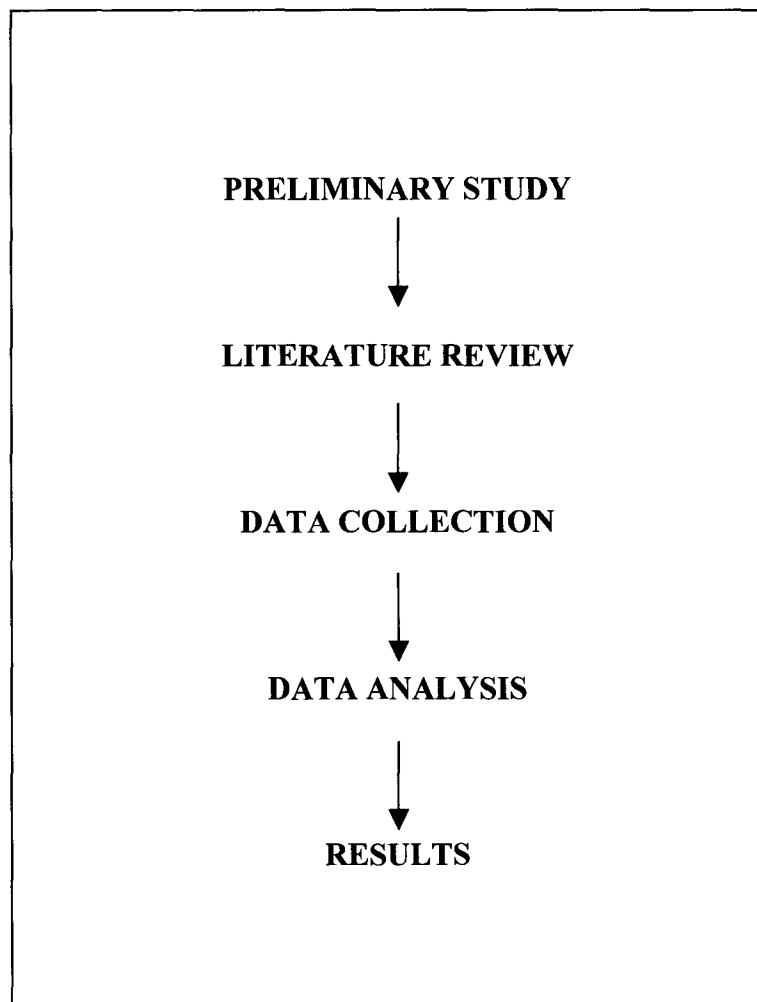 PRELIMINARY STUDY
LITERATURE REVIEW
DATA COLLECTION
DATA ANALYSIS
RESULTS